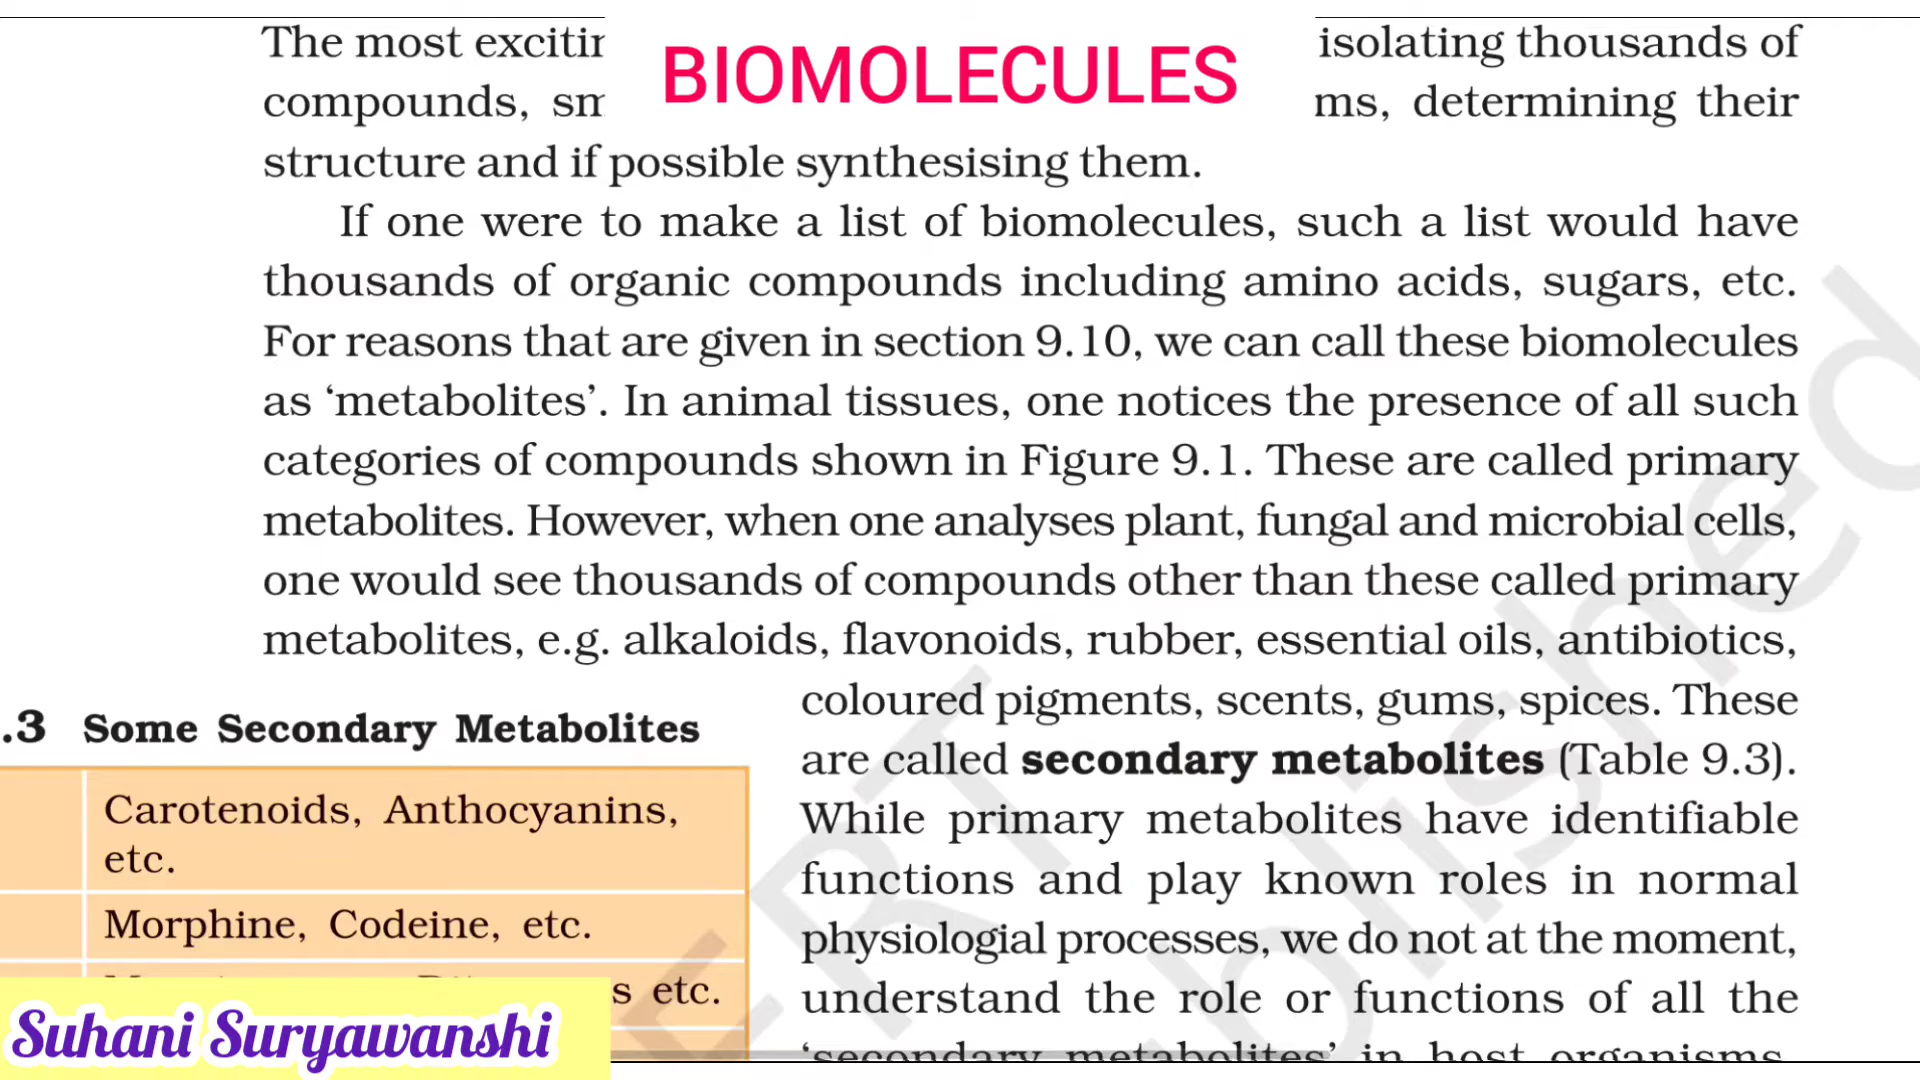 BIOMOLECULES
The most isolating thousands of
compounds, ms, determining their
structure and if possible synthesising them.
If one were to make a list of biomolecules, such a list would have
thousands of organic compounds including amino acids, sugars, etc.
For reasons that are given in section 9.10, we can call these biomolecules
as ‘metabolites’. In animal tissues, one notices the presence of all such
categories of compounds shown in Figure 9.1. These are called primary
metabolites. However, when one analyses plant, fungal and microbial cells,
one would see thousands of compounds other than these called primary
metabolites, e.g. alkaloids, flavonoids, rubber, essential oils, antibiotics,
coloured pigments, scents, gums, spices. These
are called secondary metabolites (Table 9.3).
While primary metabolites have identifiable
functions and play known roles in normal
physiologial processes, we do not at the moment,
understand the role or functions of all the
‘secondary metabolites’ in host organisms.
.3 Some Secondary Metabolites
Carotenoids, Anthocyanins,
etc.
Morphine, Codeine, etc.
s etc.
Suhani Suryawanshi